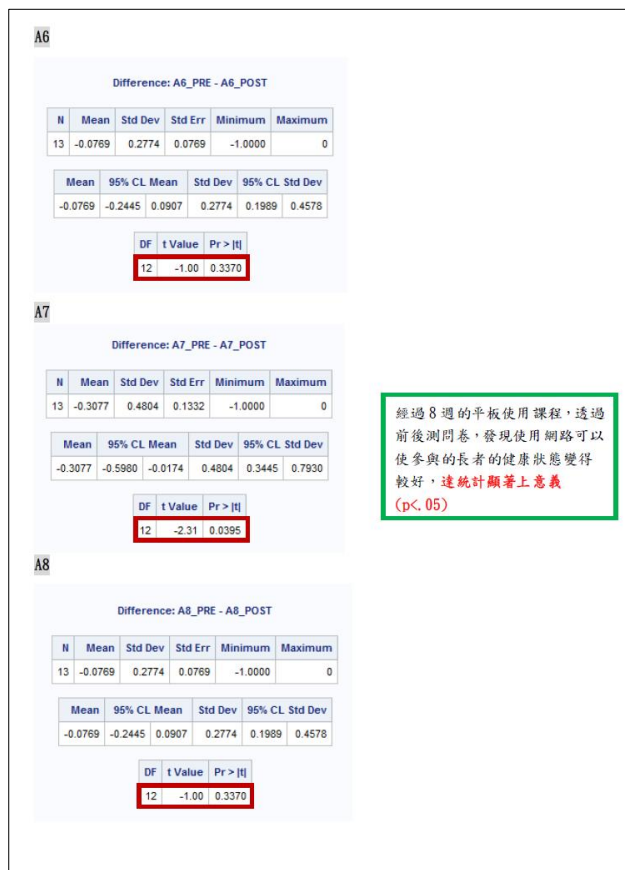 A6
Difference: A6_PRE - A6_POST
N Mean Std Dev Std Err Minimum Maximum
13 -0.0769 0.2774 0.0769 -1.0000 0
Mean 95% CL Mean Std Dev 95% CL Std Dev
-0.0769 -0.2445 0.0907 0.2774 0.1989 0.4578
DF t Value Pr > |t|
12 -1.00 0.3370
A7
Difference: A7_PRE - A7_POST
N Mean Std Dev Std Err Minimum Maximum
13 -0.3077 0.4804 0.1332 -1.0000 0
Mean 95% CL Mean Std Dev 95% CL Std Dev
-0.3077 -0.5980 -0.0174 0.4804 0.3445 0.7930
DF t Value Pr > |t|
12 -2.31 0.0395
經過8週的平板使用課程，透過
前後測問卷，發現使用網路可以
使參與的長者的健康狀態變得
較好，達統計顯著上意義
(p<.05)
A8
Difference: A8_PRE - A8_POST
N Mean Std Dev Std Err Minimum Maximum
13 -0.0769 0.2774 0.0769 -1.0000 0
Mean 95% CL Mean Std Dev 95% CL Std Dev
-0.0769 -0.2445 0.0907 0.2774 0.1989 0.4578
DF t Value Pr > |t|
12 -1.00 0.3370